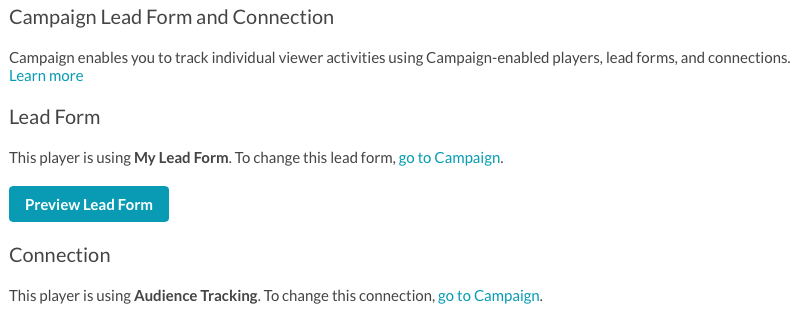 Campaign Lead Form and Connection
Campaign enables you to track individual viewer activities using Campaign-enabled players, lead forms, and connections.
Learn more
Lead Form
This player is using My Lead Form. To change this lead form, go to Campaign.
Preview Lead Form
Connection
This player is using Audience Tracking. To change this connection, go to Campaign.